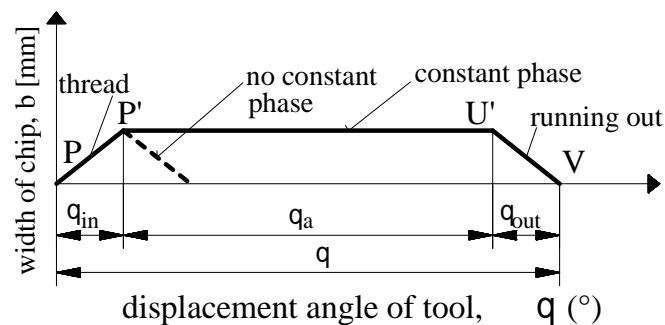 width of chip, b [mm]
thread
no constant
phase
constant phase
P'
U'
running out
P
V
q
in
q
a
q
out
q
displacement angle of tool, q (°)